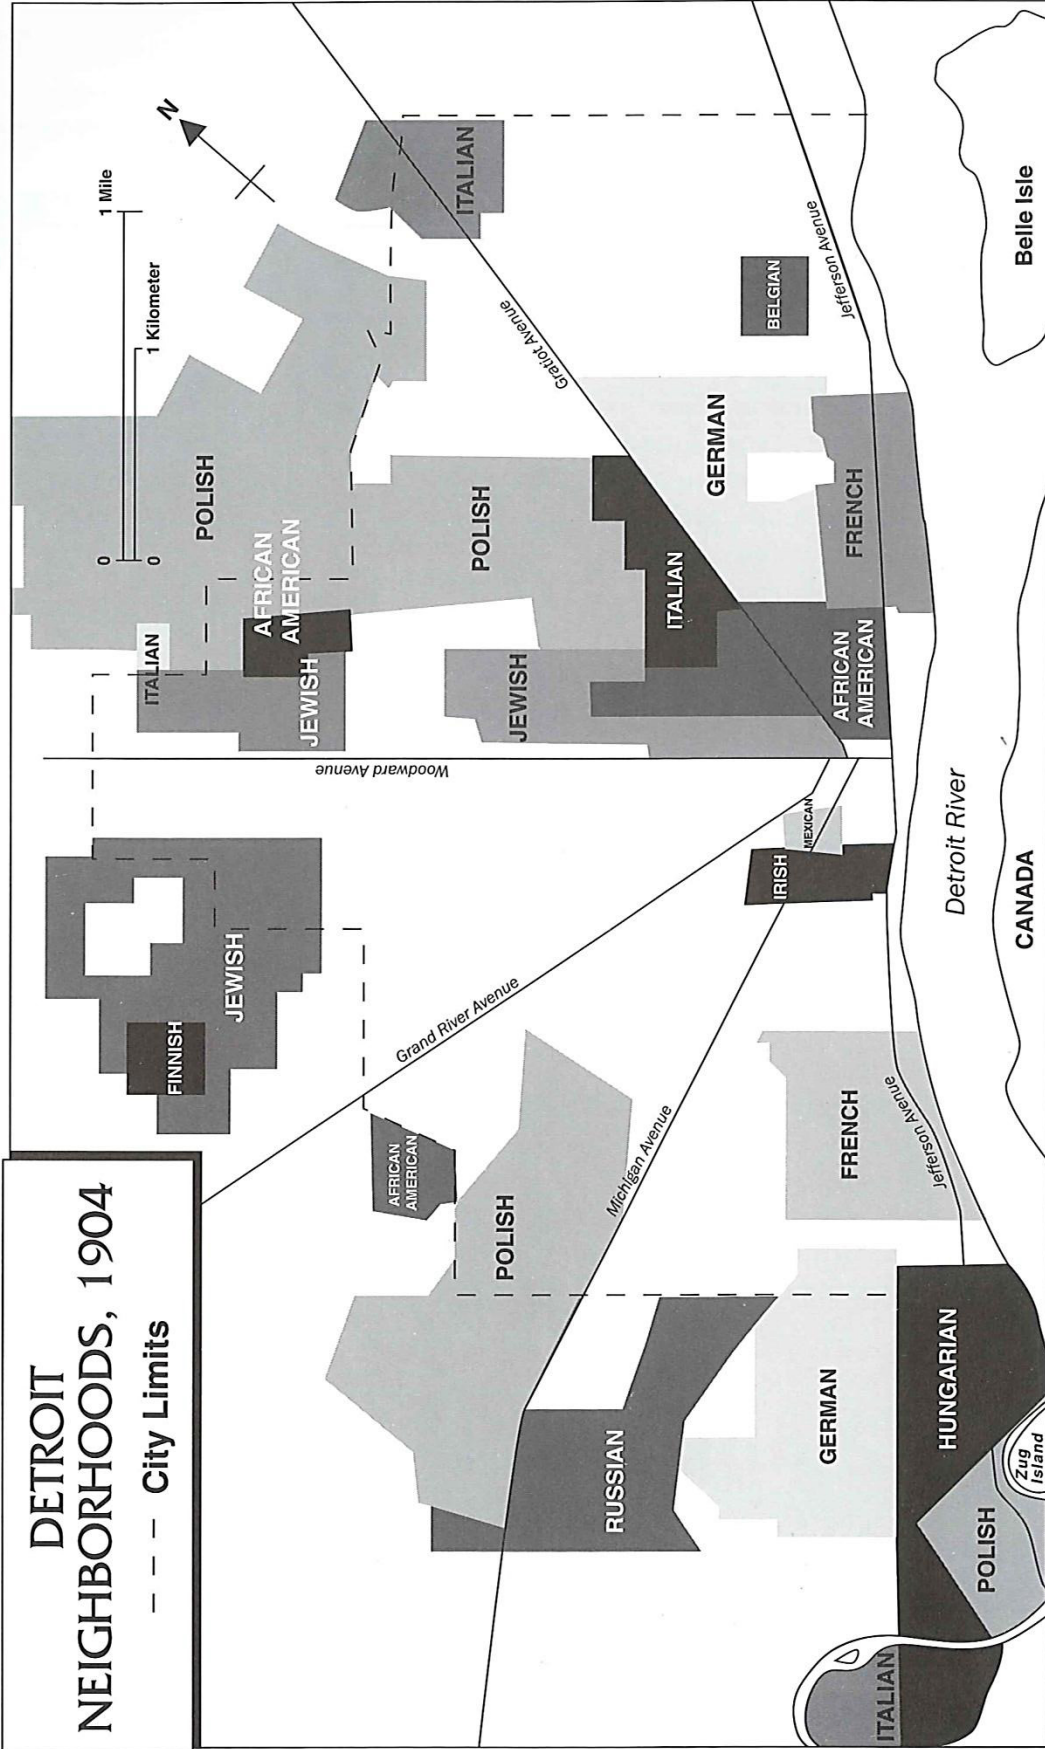 DETROIT
NEIGHBORHOODS, 1904
– – – City Limits
N
1 Mile
1 Kilometer
0
0
ITALIAN
POLISH
ITALIAN
AFRICAN
AMERICAN
JEWISH
FINNISH
JEWISH
Woodward Avenue
Gratiot Avenue
POLISH
JEWISH
ITALIAN
GERMAN
BELGIAN
Jefferson Avenue
FRENCH
AFRICAN
AMERICAN
Grand River Avenue
AFRICAN
AMERICAN
POLISH
Michigan Avenue
MEXICAN
IRISH
RUSSIAN
GERMAN
FRENCH
Jefferson Avenue
HUNGARIAN
POLISH
Zug
Island
ITALIAN
Detroit River
CANADA
Belle Isle